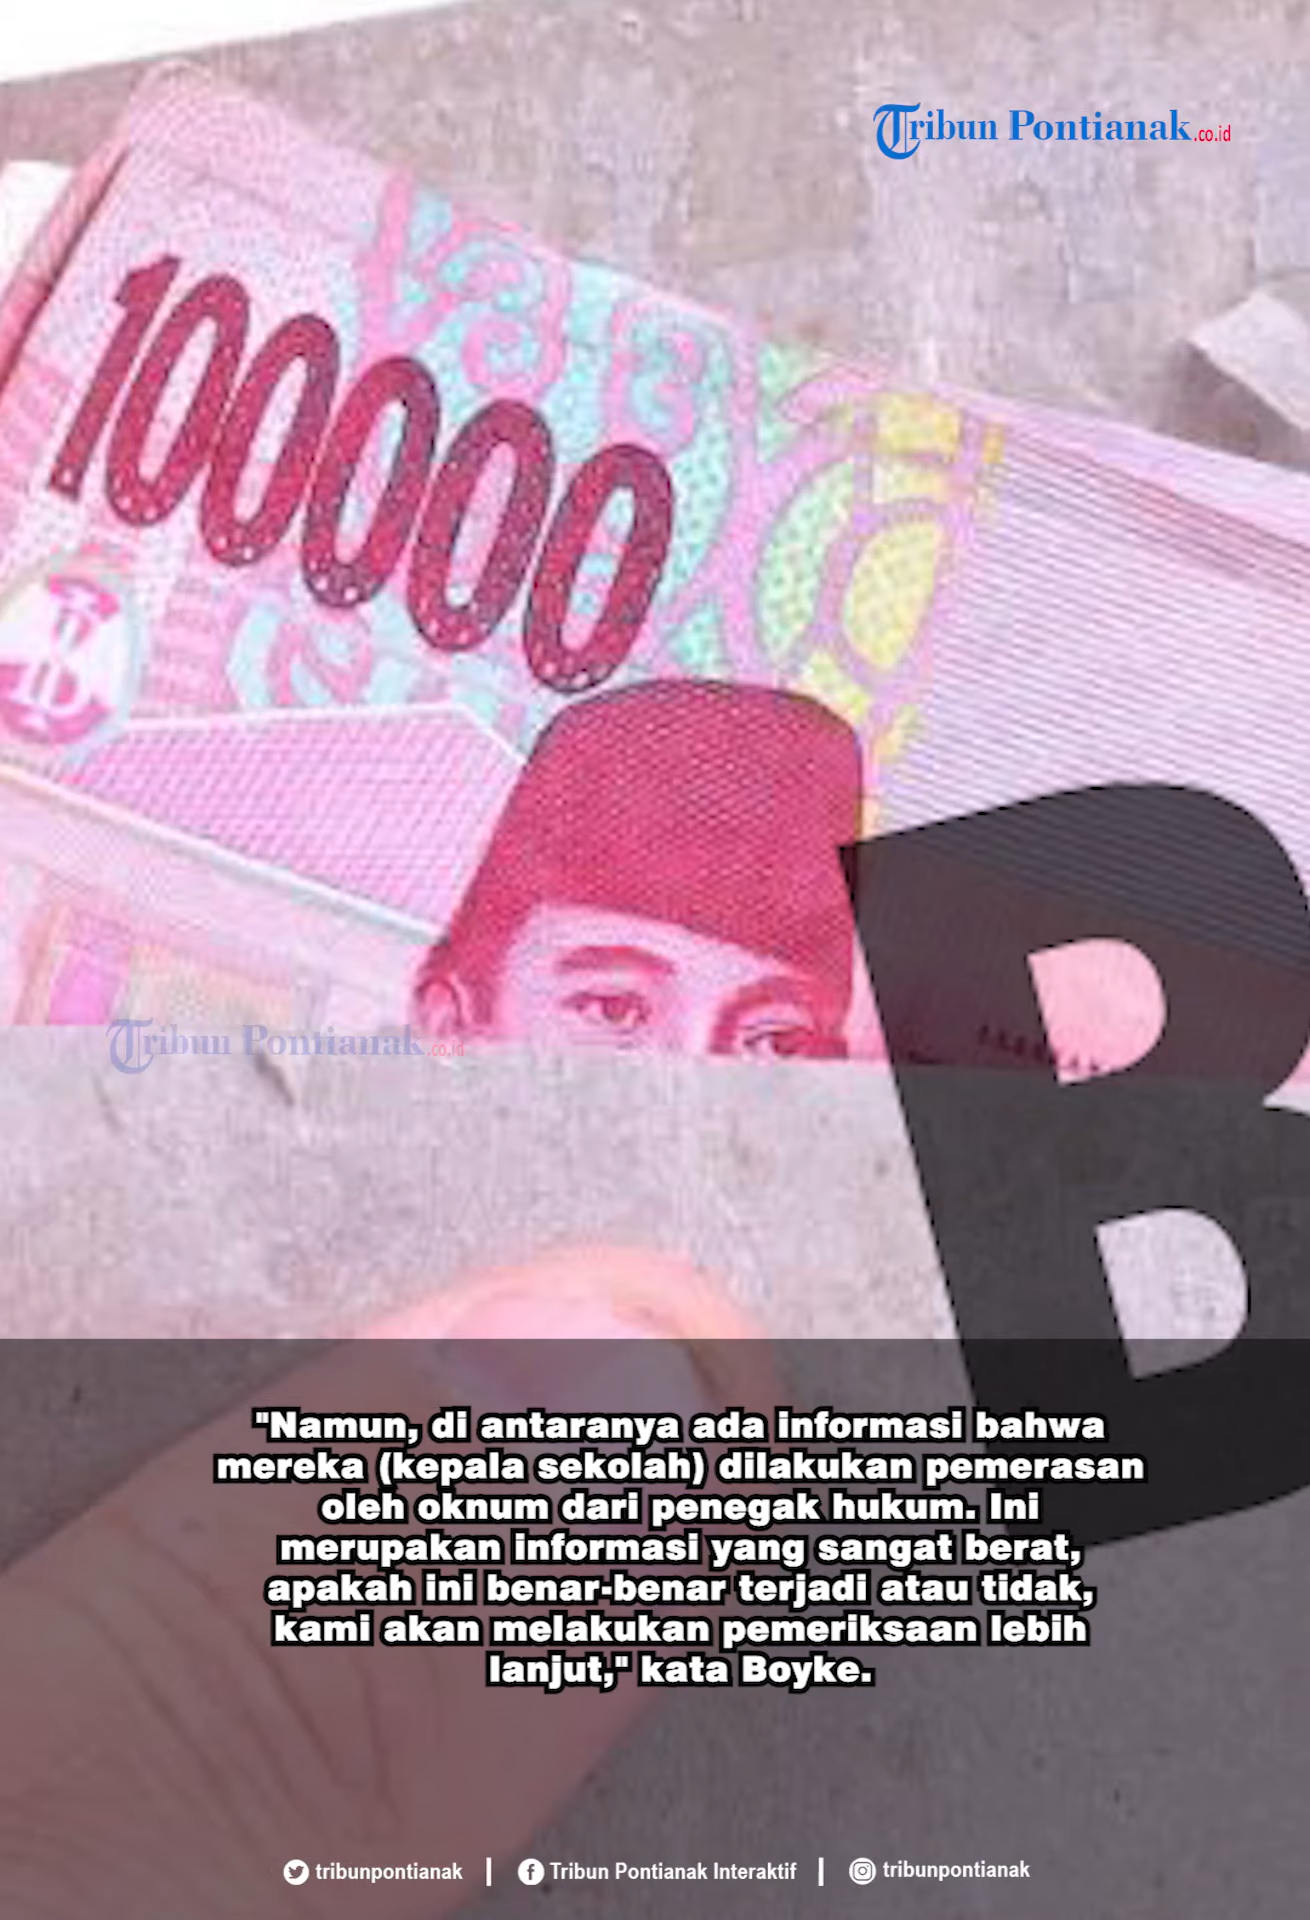 Tribun Pontianak.co.id
100000
B
Tribun Pontianak.co.id
"Namun, di antaranya ada informasi bahwa
mereka (kepala sekolah) dilakukan pemerasan
oleh oknum dari penegak hukum. Ini
merupakan informasi yang sangat berat,
apakah ini benar-benar terjadi atau tidak,
kami akan melakukan pemeriksaan lebih
lanjut," kata Boyke.
tribunpontianak | Tribun Pontianak Interaktif | tribunpontianak